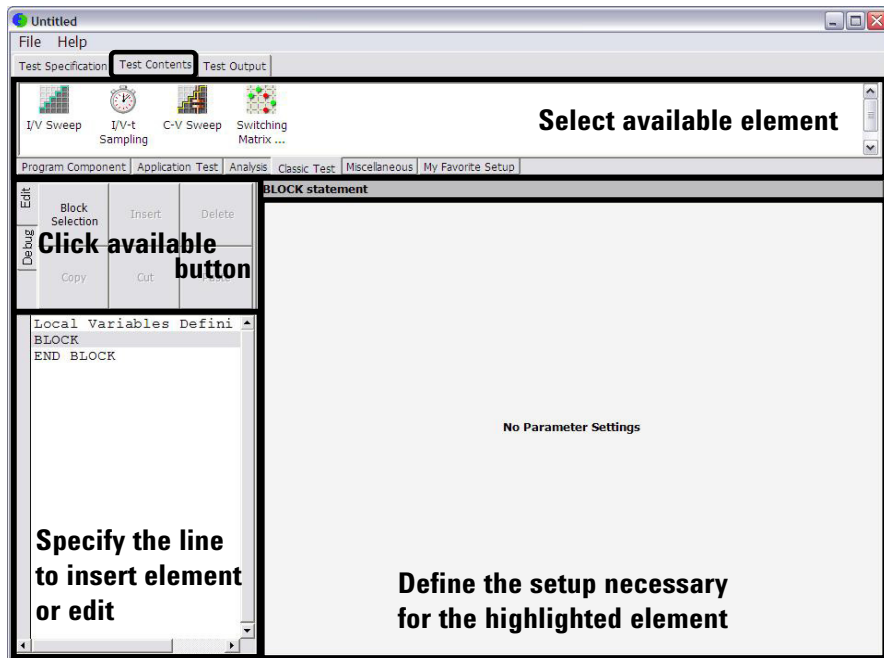 Untitled
File Help
Test Specification Test Contents Test Output
I/V Sweep I/V-t Sampling C-V Sweep Switching Matrix ...
Select available element
Program Component Application Test Analysis Classic Test Miscellaneous My Favorite Setup
Edit
Debug
Block Selection Insert Delete
Click available button
Copy Cut
BLOCK statement
Local Variables Defini
BLOCK
END BLOCK
No Parameter Settings
Specify the line
to insert element
or edit
Define the setup necessary
for the highlighted element